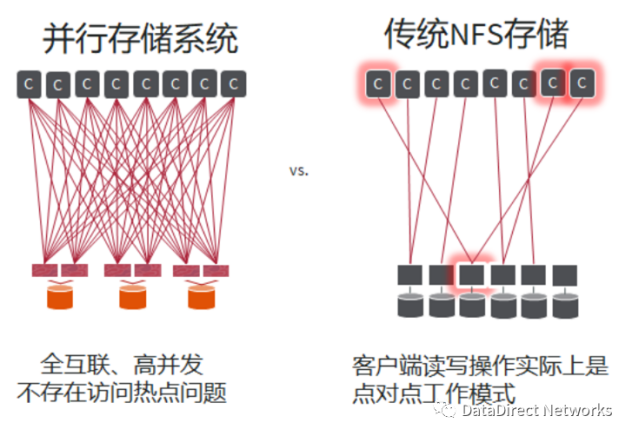 并行存储系统
传统NFS存储
C C C C C C C C
C C C C C C C C
vs.
全互联、高并发
不存在访问热点问题
客户端读写操作实际上是
点对点工作模式
DataDirect Networks